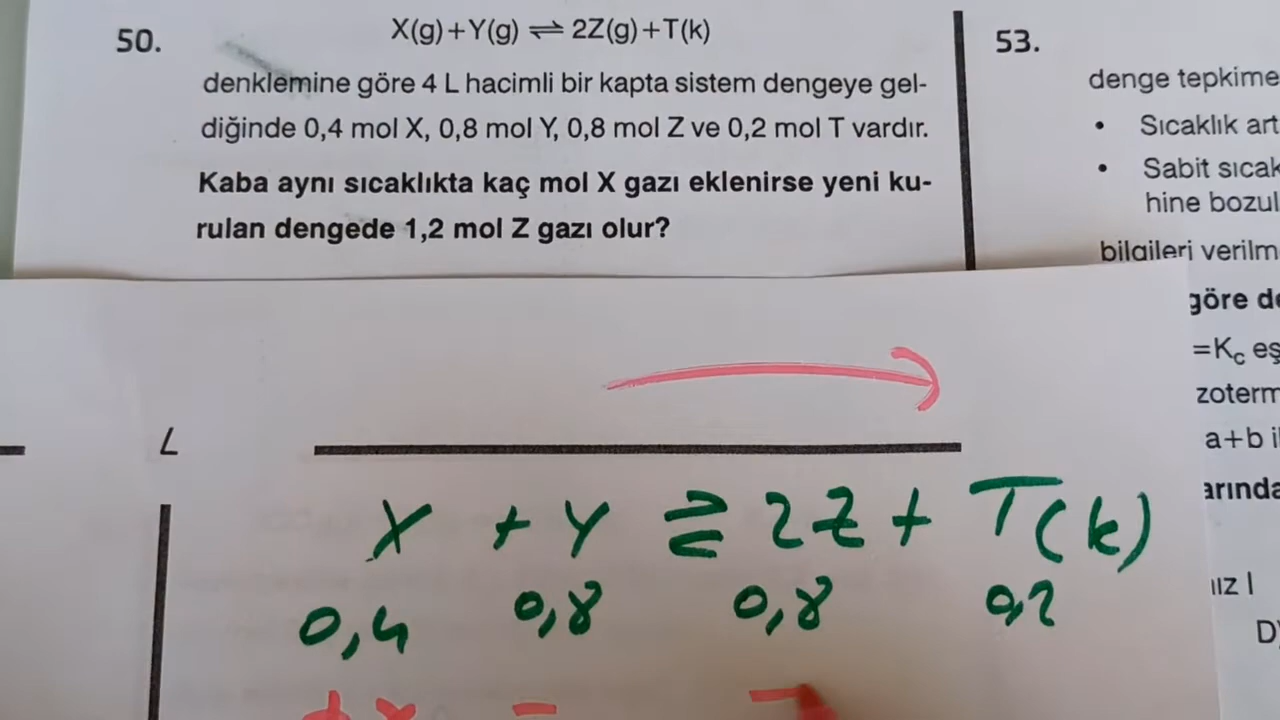 50.
X(g)+Y(g) ⇌ 2Z(g)+T(k)
denklemine göre 4 L hacimli bir kapta sistem dengeye gel-
diğinde 0,4 mol X, 0,8 mol Y, 0,8 mol Z ve 0,2 mol T vardır.
Kaba aynı sıcaklıkta kaç mol X gazı eklenirse yeni ku-
rulan dengede 1,2 mol Z gazı olur?
53.
denge tepkime
• Sıcaklık art
• Sabit sıcak
hine bozul
bilgileri verilm
göre de
=Kc eş
zoterm
a+b i
arında
ız I
D)
L
X + Y ⇌ 2Z + T(k)
0,4 0,8 0,8 0,2
+x - -